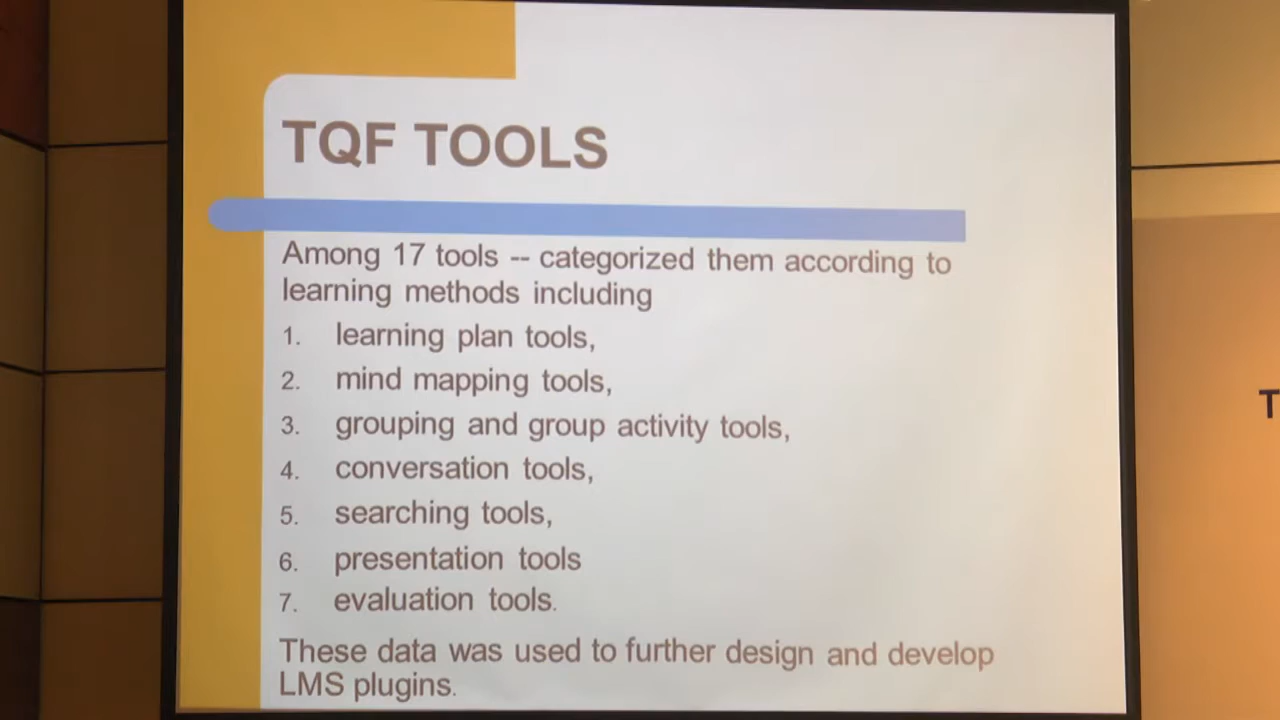 TQF TOOLS
Among 17 tools -- categorized them according to
learning methods including
1. learning plan tools,
2. mind mapping tools,
3. grouping and group activity tools,
4. conversation tools,
5. searching tools,
6. presentation tools
7. evaluation tools.
These data was used to further design and develop
LMS plugins.
T